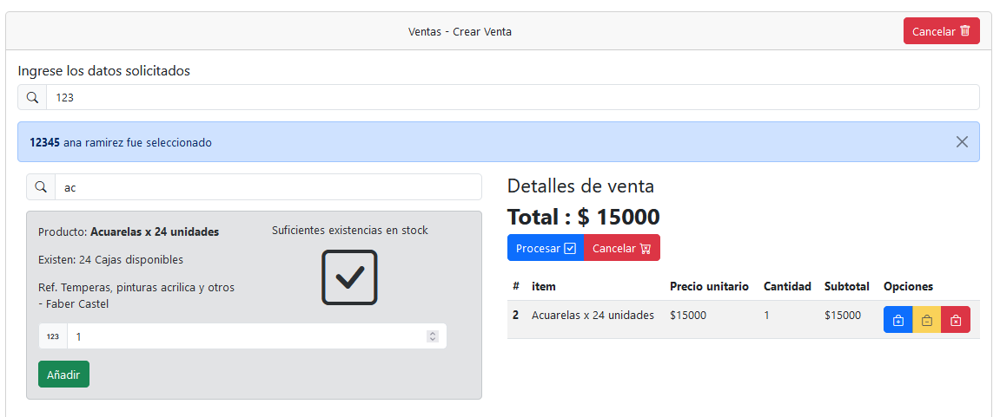 Ventas - Crear Venta
Cancelar
Ingrese los datos solicitados
123
12345 ana ramirez fue seleccionado
ac
Producto: Acuarelas x 24 unidades
Suficientes existencias en stock
Existen: 24 Cajas disponibles
Ref. Temperas, pinturas acrilica y otros
- Faber Castel
123 1
Añadir
Detalles de venta
Total : $ 15000
Procesar Cancelar
# item Precio unitario Cantidad Subtotal Opciones
2 Acuarelas x 24 unidades $15000 1 $15000